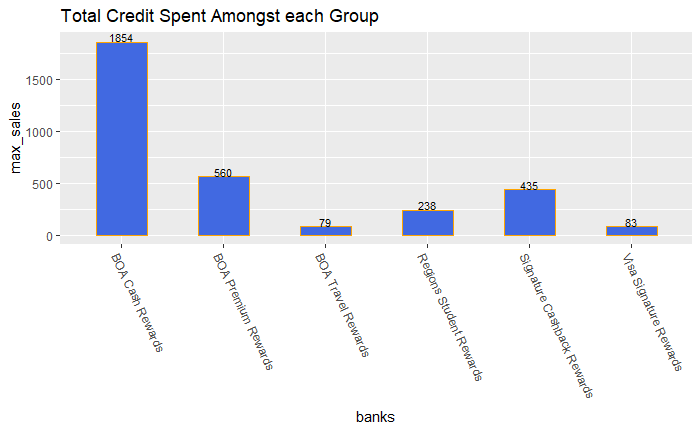 Total Credit Spent Amongst each Group
max_sales
1500
1000
500
0
1854
560
79
238
435
83
BOA Cash Rewards
BOA Premium Rewards
BOA Travel Rewards
Regions Student Rewards
Signature Cashback Rewards
Visa Signature Rewards
banks